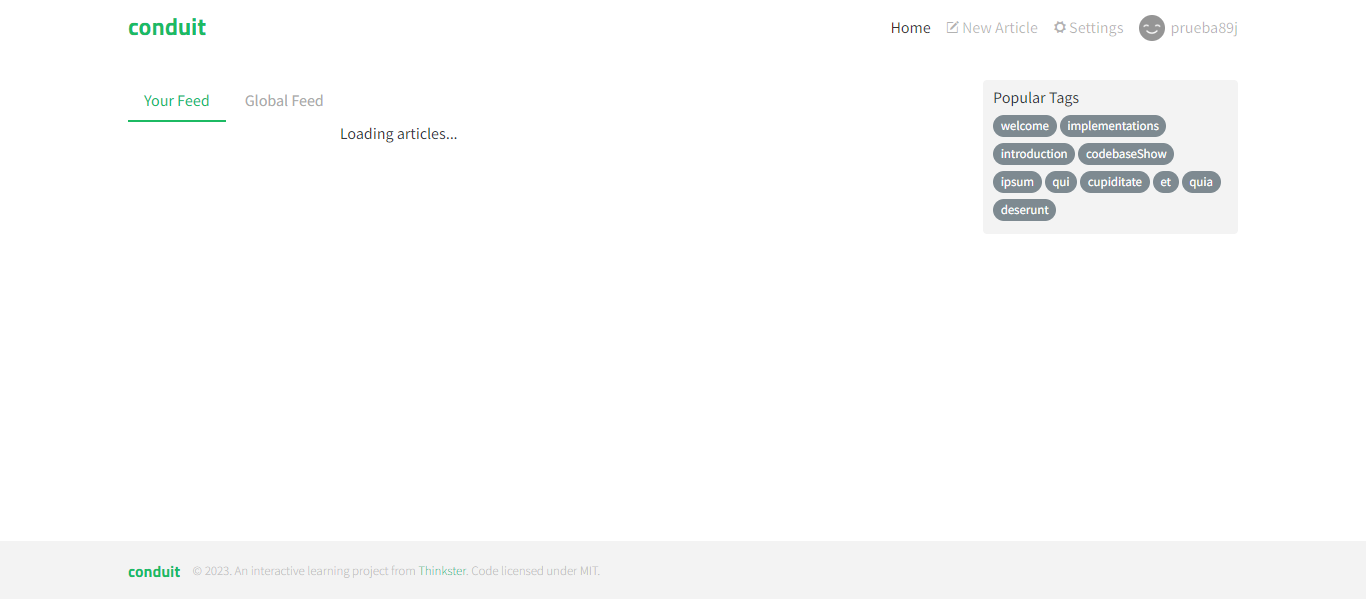 conduit
Home New Article Settings prueba89j
Your Feed Global Feed
Loading articles...
Popular Tags
welcome implementations
introduction codebaseShow
ipsum qui cupiditate et quia
deserunt
conduit © 2023. An interactive learning project from Thinkster. Code licensed under MIT.